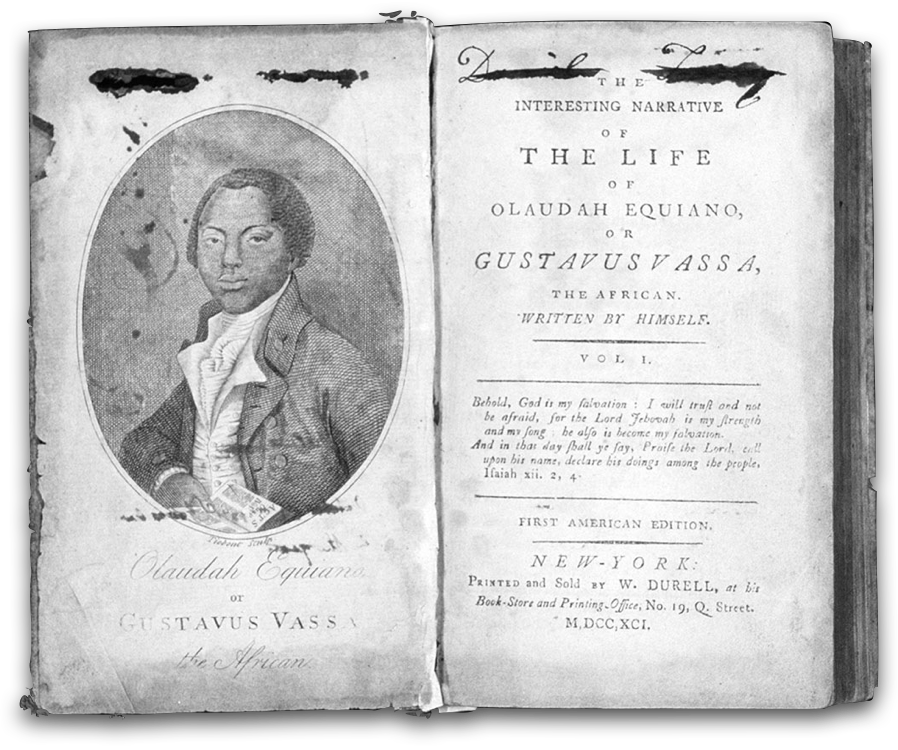 Tiebout Sculp.
Olaudah Equiano,
or
GUSTAVUS VASSA
the African.
THE
INTERESTING NARRATIVE
OF
THE LIFE
OF
OLAUDAH EQUIANO,
OR
GUSTAVUS VASSA,
THE AFRICAN.
WRITTEN BY HIMSELF.
VOL I.
Behold, God is my ſalvation : I will truſt and not
be afraid, for the Lord Jehovah is my ſtrength
and my ſong ; he alſo is become my ſalvation.
And in that day ſhall ye ſay, Praiſe the Lord, call
upon his name, declare his doings among the people,
Iſaiah xii. 2, 4.
FIRST AMERICAN EDITION.
NEW-YORK:
PRINTED and Sold BY W. DURELL, at his
Book-Store and Printing-Office, No. 19, Q. Street.
M,DCC,XCI.